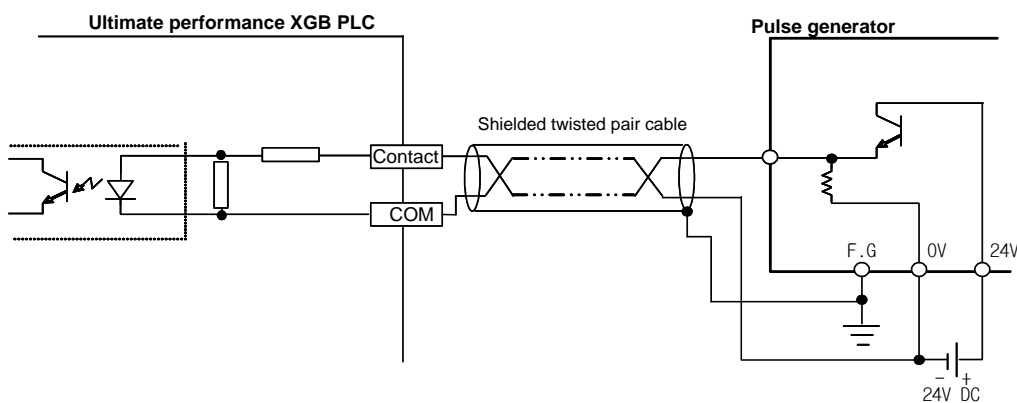 Ultimate performance XGB PLC
Pulse generator
Shielded twisted pair cable
Contact
COM
F.G
0V
24V
- +
24V DC